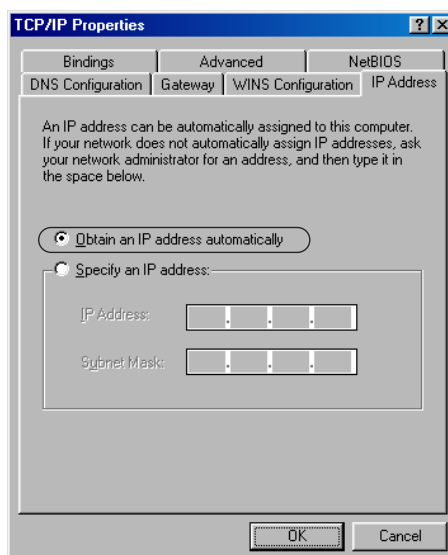 TCP/IP Properties
Bindings
Advanced
NetBIOS
DNS Configuration
Gateway
WINS Configuration
IP Address
An IP address can be automatically assigned to this computer.
If your network does not automatically assign IP addresses, ask
your network administrator for an address, and then type it in
the space below.
Obtain an IP address automatically
Specify an IP address:
IP Address:
Subnet Mask:
OK
Cancel